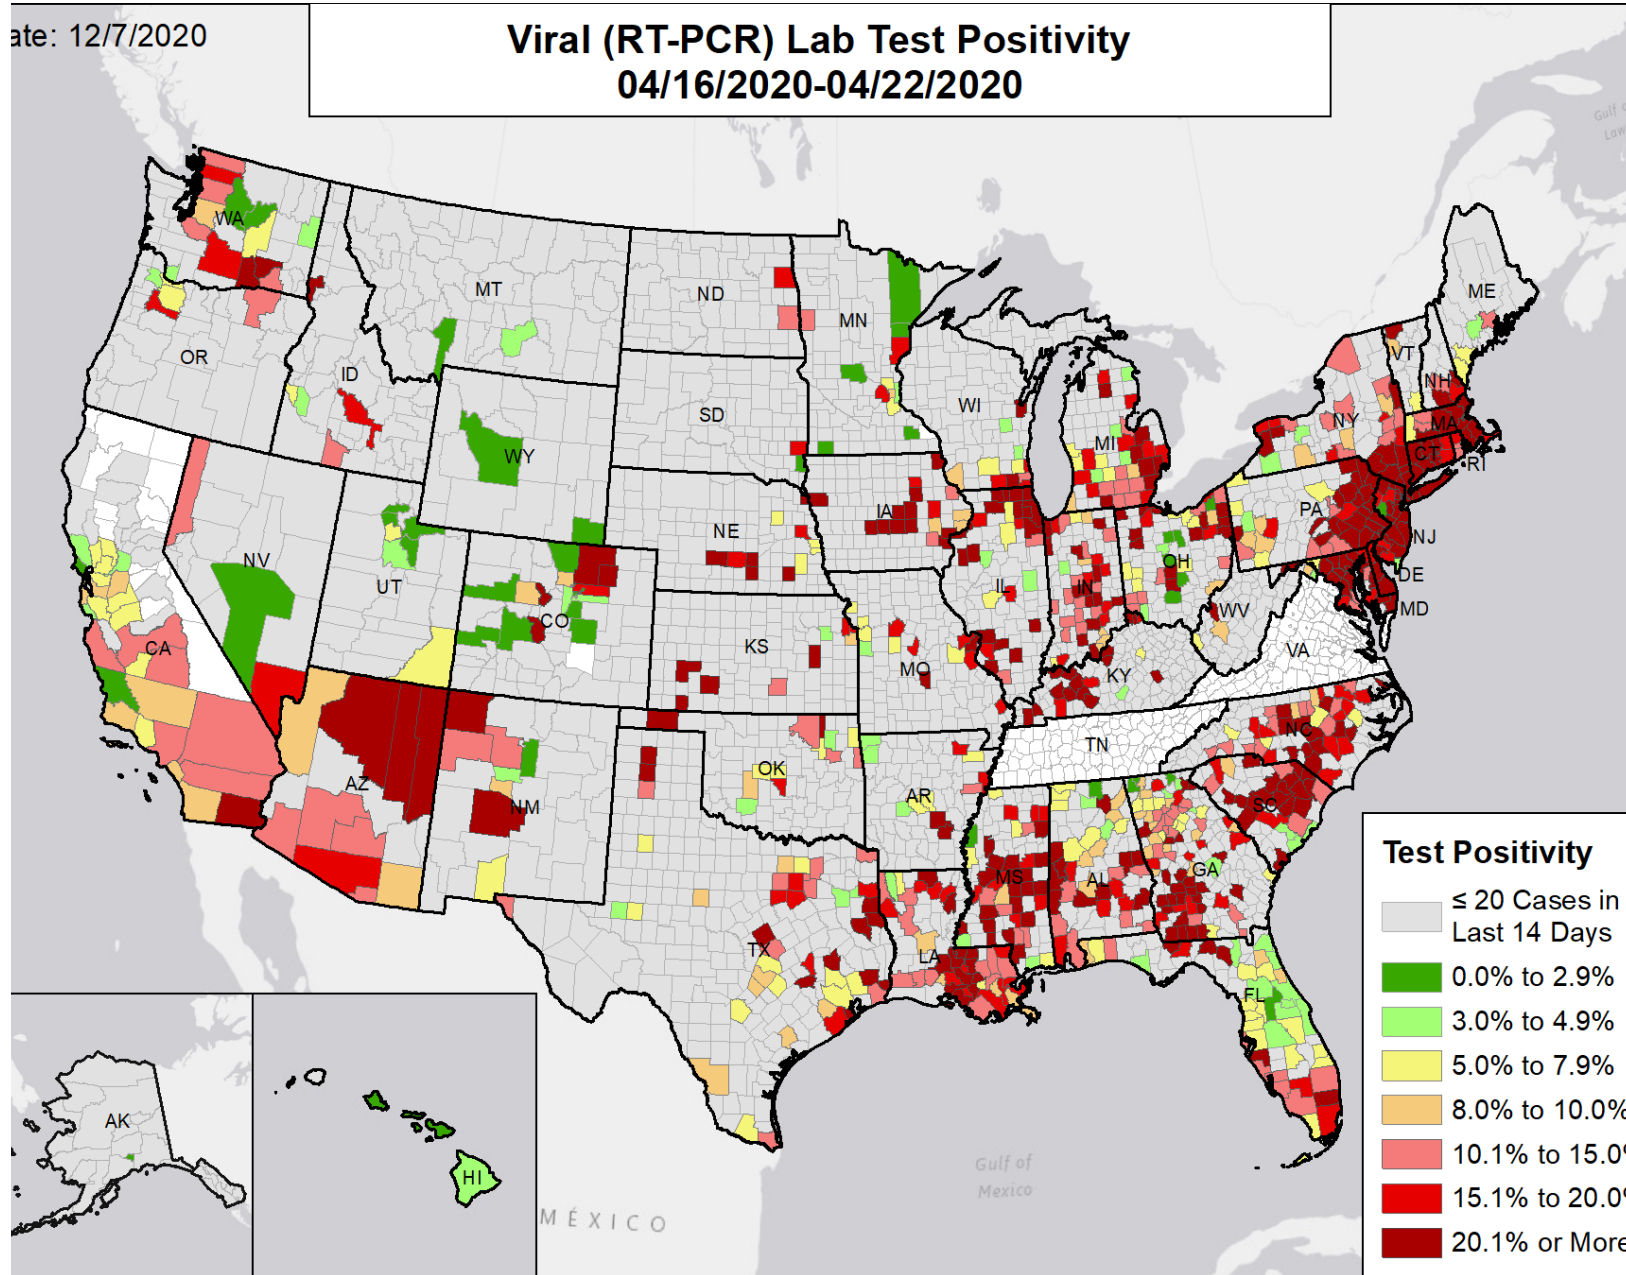 ate: 12/7/2020
Viral (RT-PCR) Lab Test Positivity
04/16/2020-04/22/2020
Gulf o
Law
WA
MT
ND
MN
ME
OR
ID
SD
WI
VT
NH
NY
MA
MI
CT
RI
WY
IA
NE
PA
NJ
NV
UT
OH
IL
IN
DE
CO
WV
MD
CA
KS
MO
KY
VA
NC
TN
AZ
OK
NM
AR
SC
GA
MS
AL
TX
LA
FL
AK
HI
Gulf of
Mexico
MÉXICO
Test Positivity
≤ 20 Cases in
Last 14 Days
0.0% to 2.9%
3.0% to 4.9%
5.0% to 7.9%
8.0% to 10.0%
10.1% to 15.0%
15.1% to 20.0%
20.1% or More